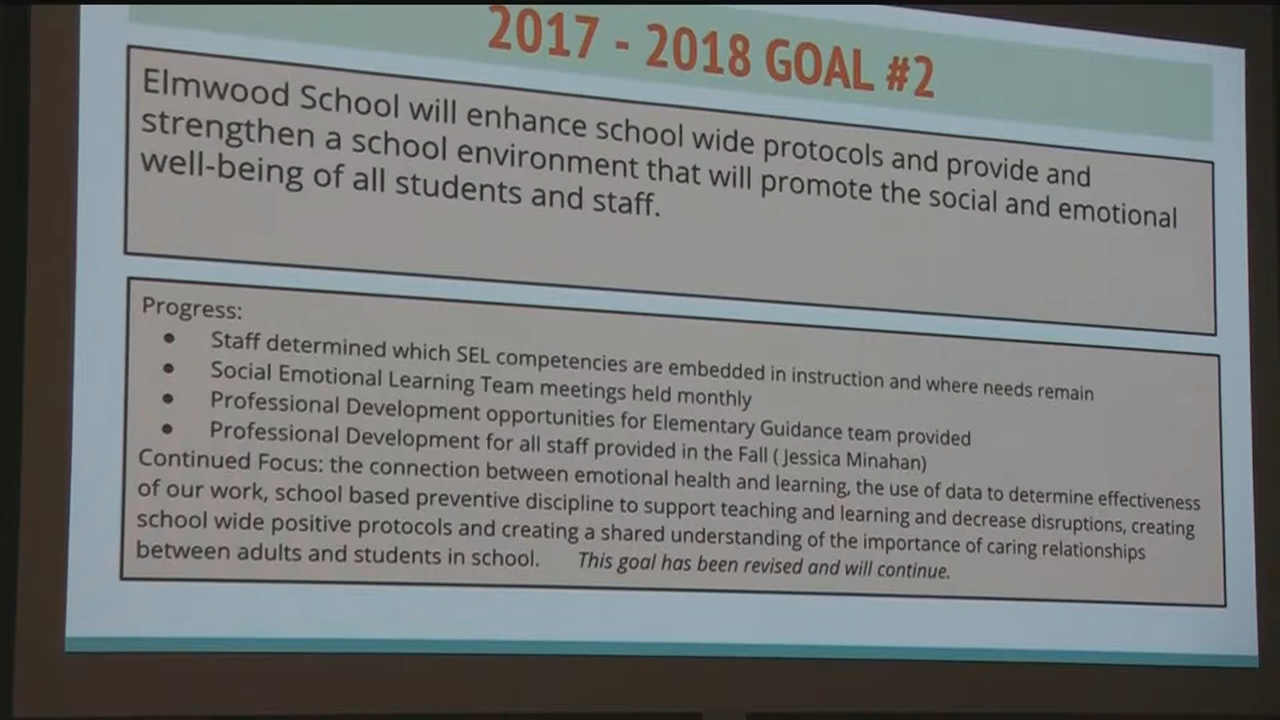 2017 - 2018 GOAL #2
Elmwood School will enhance school wide protocols and provide and
strengthen a school environment that will promote the social and emotional
well-being of all students and staff.
Progress:
● Staff determined which SEL competencies are embedded in instruction and where needs remain
● Social Emotional Learning Team meetings held monthly
● Professional Development opportunities for Elementary Guidance team provided
● Professional Development for all staff provided in the Fall ( Jessica Minahan)
Continued Focus: the connection between emotional health and learning, the use of data to determine effectiveness
of our work, school based preventive discipline to support teaching and learning and decrease disruptions, creating
school wide positive protocols and creating a shared understanding of the importance of caring relationships
between adults and students in school. This goal has been revised and will continue.